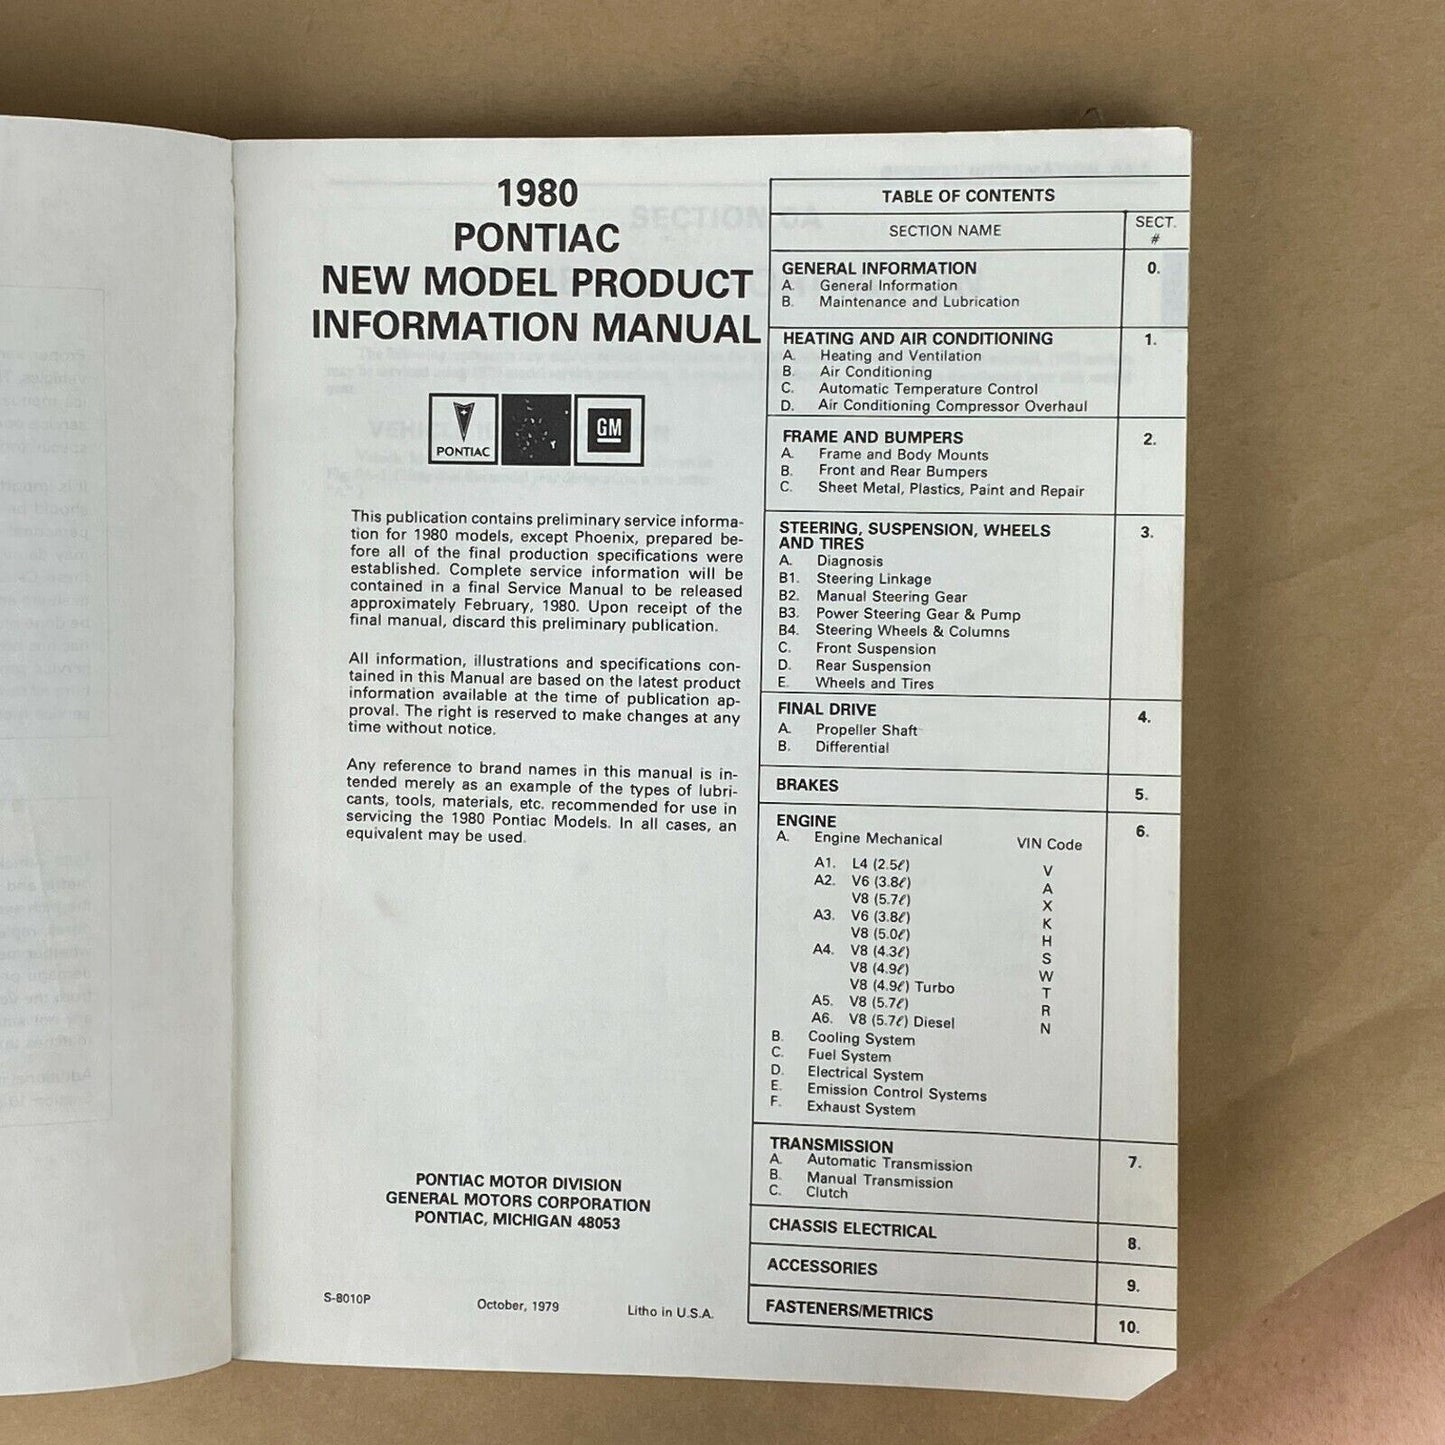 1980
PONTIAC
NEW MODEL PRODUCT
INFORMATION MANUAL
PONTIAC
GM
This publication contains preliminary service informa-
tion for 1980 models, except Phoenix, prepared be-
fore all of the final production specifications were
established. Complete service information will be
contained in a final Service Manual to be released
approximately February, 1980. Upon receipt of the
final manual, discard this preliminary publication.
All information, illustrations and specifications con-
tained in this Manual are based on the latest product
information available at the time of publication ap-
proval. The right is reserved to make changes at any
time without notice.
Any reference to brand names in this manual is in-
tended merely as an example of the types of lubri-
cants, tools, materials, etc. recommended for use in
servicing the 1980 Pontiac Models. In all cases, an
equivalent may be used.
PONTIAC MOTOR DIVISION
GENERAL MOTORS CORPORATION
PONTIAC, MICHIGAN 48053
S-8010P October, 1979 Litho in U.S.A.
TABLE OF CONTENTS
SECTION NAME SECT. #
GENERAL INFORMATION 0.
A. General Information
B. Maintenance and Lubrication
HEATING AND AIR CONDITIONING 1.
A. Heating and Ventilation
B. Air Conditioning
C. Automatic Temperature Control
D. Air Conditioning Compressor Overhaul
FRAME AND BUMPERS 2.
A. Frame and Body Mounts
B. Front and Rear Bumpers
C. Sheet Metal, Plastics, Paint and Repair
STEERING, SUSPENSION, WHEELS 3.
AND TIRES
A. Diagnosis
B1. Steering Linkage
B2. Manual Steering Gear
B3. Power Steering Gear & Pump
B4. Steering Wheels & Columns
C. Front Suspension
D. Rear Suspension
E. Wheels and Tires
FINAL DRIVE 4.
A. Propeller Shaft
B. Differential
BRAKES 5.
ENGINE 6.
A. Engine Mechanical VIN Code
A1. L4 (2.5ℓ) V
A2. V6 (3.8ℓ) A
V8 (5.7ℓ) X
A3. V6 (3.8ℓ) K
V8 (5.0ℓ) H
A4. V8 (4.3ℓ) S
V8 (4.9ℓ) W
V8 (4.9ℓ) Turbo T
A5. V8 (5.7ℓ) R
A6. V8 (5.7ℓ) Diesel N
B. Cooling System
C. Fuel System
D. Electrical System
E. Emission Control Systems
F. Exhaust System
TRANSMISSION 7.
A. Automatic Transmission
B. Manual Transmission
C. Clutch
CHASSIS ELECTRICAL 8.
ACCESSORIES 9.
FASTENERS/METRICS 10.